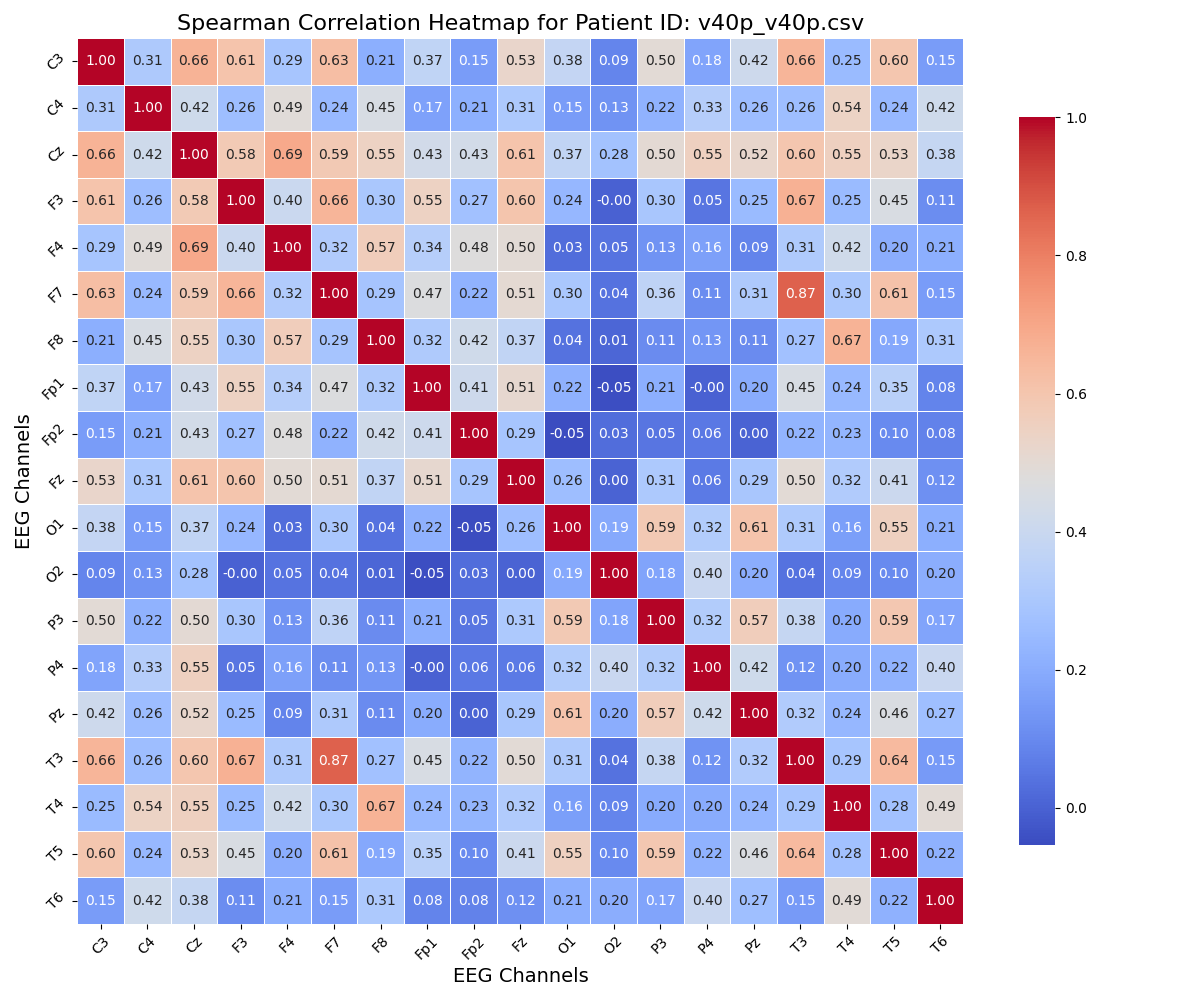 Spearman Correlation Heatmap for Patient ID: v40p_v40p.csv
EEG Channels
C3 1.00 0.31 0.66 0.61 0.29 0.63 0.21 0.37 0.15 0.53 0.38 0.09 0.50 0.18 0.42 0.66 0.25 0.60 0.15
C4 0.31 1.00 0.42 0.26 0.49 0.24 0.45 0.17 0.21 0.31 0.15 0.13 0.22 0.33 0.26 0.26 0.54 0.24 0.42
Cz 0.66 0.42 1.00 0.58 0.69 0.59 0.55 0.43 0.43 0.61 0.37 0.28 0.50 0.55 0.52 0.60 0.55 0.53 0.38
F3 0.61 0.26 0.58 1.00 0.40 0.66 0.30 0.55 0.27 0.60 0.24 -0.00 0.30 0.05 0.25 0.67 0.25 0.45 0.11
F4 0.29 0.49 0.69 0.40 1.00 0.32 0.57 0.34 0.48 0.50 0.03 0.05 0.13 0.16 0.09 0.31 0.42 0.20 0.21
F7 0.63 0.24 0.59 0.66 0.32 1.00 0.29 0.47 0.22 0.51 0.30 0.04 0.36 0.11 0.31 0.87 0.30 0.61 0.15
F8 0.21 0.45 0.55 0.30 0.57 0.29 1.00 0.32 0.42 0.37 0.04 0.01 0.11 0.13 0.11 0.27 0.67 0.19 0.31
Fp1 0.37 0.17 0.43 0.55 0.34 0.47 0.32 1.00 0.41 0.51 0.22 -0.05 0.21 -0.00 0.20 0.45 0.24 0.35 0.08
Fp2 0.15 0.21 0.43 0.27 0.48 0.22 0.42 0.41 1.00 0.29 -0.05 0.03 0.05 0.06 0.00 0.22 0.23 0.10 0.08
Fz 0.53 0.31 0.61 0.60 0.50 0.51 0.37 0.51 0.29 1.00 0.26 0.00 0.31 0.06 0.29 0.50 0.32 0.41 0.12
O1 0.38 0.15 0.37 0.24 0.03 0.30 0.04 0.22 -0.05 0.26 1.00 0.19 0.59 0.32 0.61 0.31 0.16 0.55 0.21
O2 0.09 0.13 0.28 -0.00 0.05 0.04 0.01 -0.05 0.03 0.00 0.19 1.00 0.18 0.40 0.20 0.04 0.09 0.10 0.20
P3 0.50 0.22 0.50 0.30 0.13 0.36 0.11 0.21 0.05 0.31 0.59 0.18 1.00 0.32 0.57 0.38 0.20 0.59 0.17
P4 0.18 0.33 0.55 0.05 0.16 0.11 0.13 -0.00 0.06 0.06 0.32 0.40 0.32 1.00 0.42 0.12 0.20 0.22 0.40
Pz 0.42 0.26 0.52 0.25 0.09 0.31 0.11 0.20 0.00 0.29 0.61 0.20 0.57 0.42 1.00 0.32 0.24 0.46 0.27
T3 0.66 0.26 0.60 0.67 0.31 0.87 0.27 0.45 0.22 0.50 0.31 0.04 0.38 0.12 0.32 1.00 0.29 0.64 0.15
T4 0.25 0.54 0.55 0.25 0.42 0.30 0.67 0.24 0.23 0.32 0.16 0.09 0.20 0.20 0.24 0.29 1.00 0.28 0.49
T5 0.60 0.24 0.53 0.45 0.20 0.61 0.19 0.35 0.10 0.41 0.55 0.10 0.59 0.22 0.46 0.64 0.28 1.00 0.22
T6 0.15 0.42 0.38 0.11 0.21 0.15 0.31 0.08 0.08 0.12 0.21 0.20 0.17 0.40 0.27 0.15 0.49 0.22 1.00
C3 C4 Cz F3 F4 F7 F8 Fp1 Fp2 Fz O1 O2 P3 P4 Pz T3 T4 T5 T6
EEG Channels
1.0
0.8
0.6
0.4
0.2
0.0